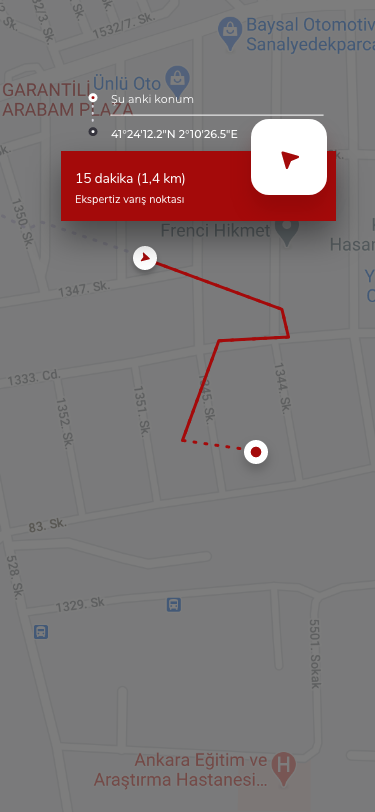 1532/7. Sk.
Baysal Otomotiv
Sanalyedekparca
Ünlü Oto
GARANTİLİ
ARABAM PLAZA
Şu anki konum
41°24'12.2"N 2°10'26.5"E
15 dakika (1,4 km)
Ekspertiz varış noktası
1350. Sk.
Frenci Hikmet
Hasan
1347. Sk.
1333. Cd.
1352. Sk.
1351. Sk.
1345. Sk.
1344. Sk.
83. Sk.
528. Sk.
1329. Sk
5501. Sokak
Ankara Eğitim ve
Araştırma Hastanesi...
H